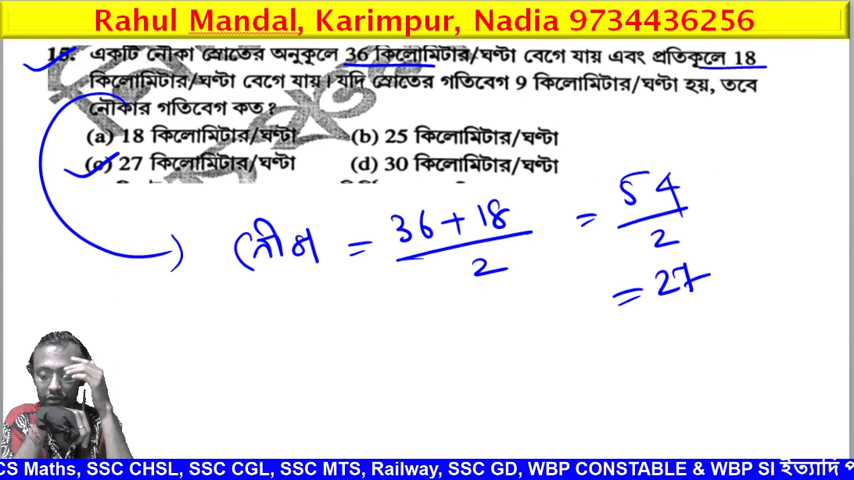 Rahul Mandal, Karimpur, Nadia 9734436256
15. একটি নৌকা স্রোতের অনুকূলে 36 কিলোমিটার/ঘণ্টা বেগে যায় এবং প্রতিকূলে 18
কিলোমিটার/ঘণ্টা বেগে যায়। যদি স্রোতের গতিবেগ 9 কিলোমিটার/ঘণ্টা হয়, তবে
নৌকার গতিবেগ কত?
(a) 18 কিলোমিটার/ঘণ্টা (b) 25 কিলোমিটার/ঘণ্টা
(c) 27 কিলোমিটার/ঘণ্টা (d) 30 কিলোমিটার/ঘণ্টা
নৌকা = 36 + 18 / 2 = 54 / 2
= 27
CS Maths, SSC CHSL, SSC CGL, SSC MTS, Railway, SSC GD, WBP CONSTABLE & WBP SI ইত্যাদি